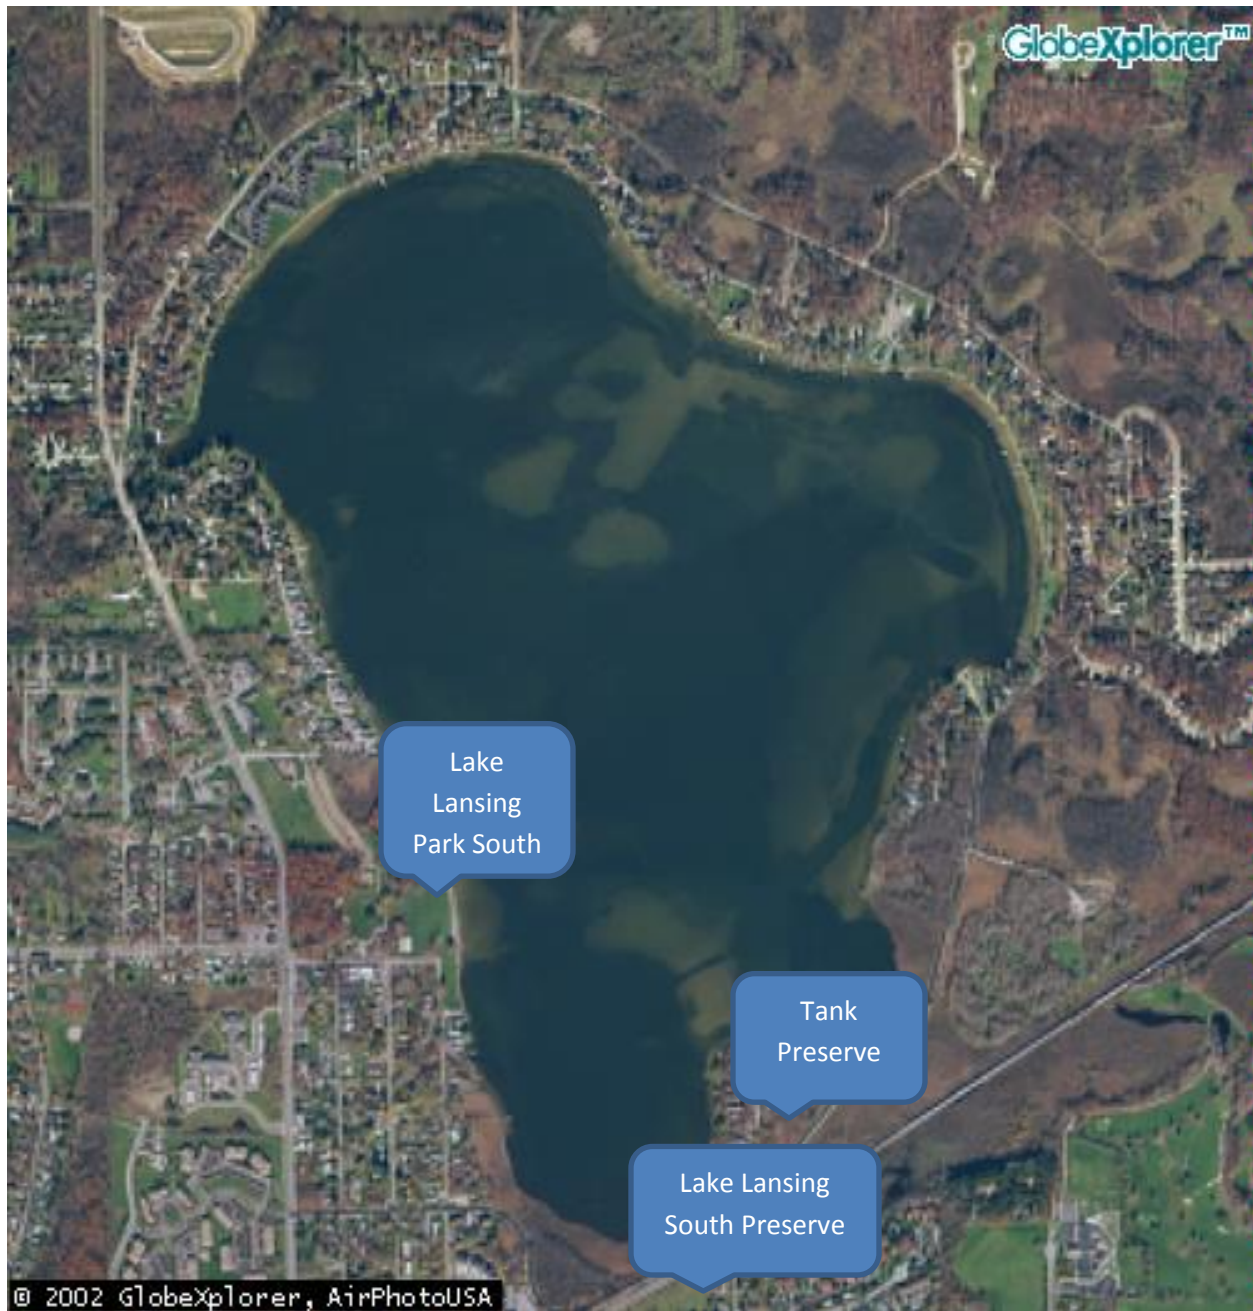 GlobeXplorer™
Lake
Lansing
Park South
Tank
Preserve
Lake Lansing
South Preserve
© 2002 GlobeXplorer, AirPhotoUSA